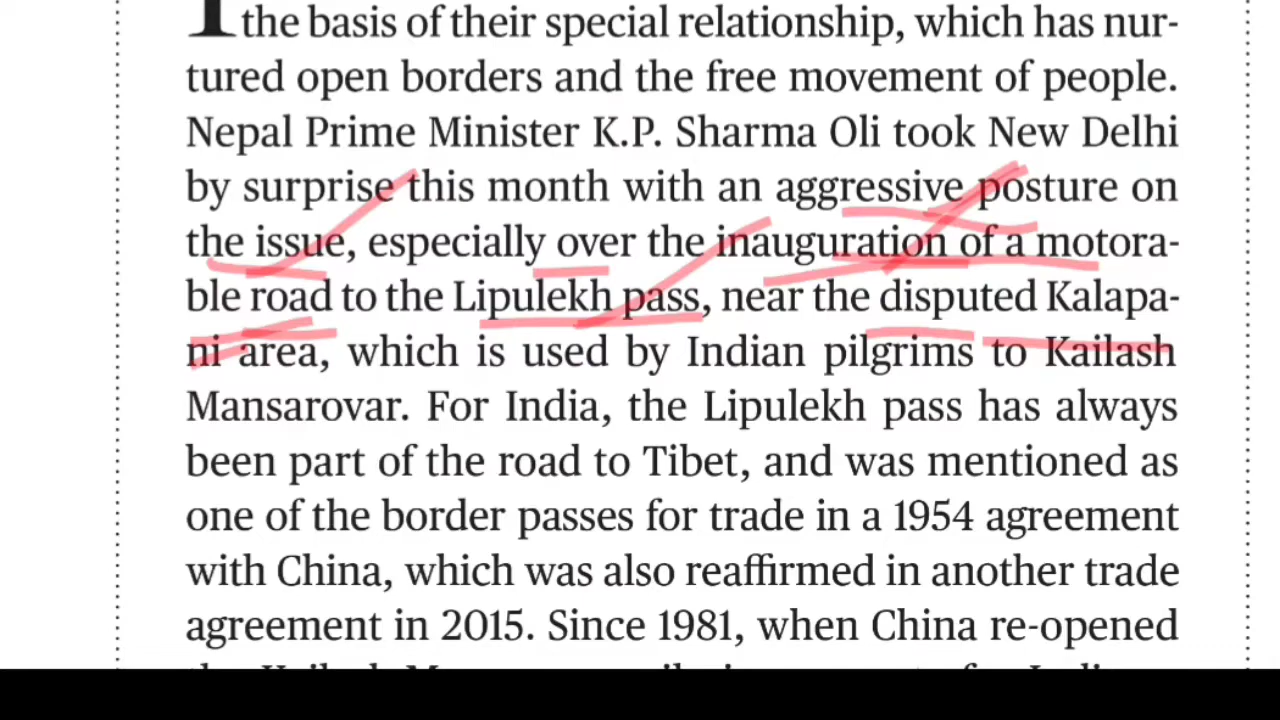 the basis of their special relationship, which has nur-
tured open borders and the free movement of people.
Nepal Prime Minister K.P. Sharma Oli took New Delhi
by surprise this month with an aggressive posture on
the issue, especially over the inauguration of a motora-
ble road to the Lipulekh pass, near the disputed Kalapa-
ni area, which is used by Indian pilgrims to Kailash
Mansarovar. For India, the Lipulekh pass has always
been part of the road to Tibet, and was mentioned as
one of the border passes for trade in a 1954 agreement
with China, which was also reaffirmed in another trade
agreement in 2015. Since 1981, when China re-opened